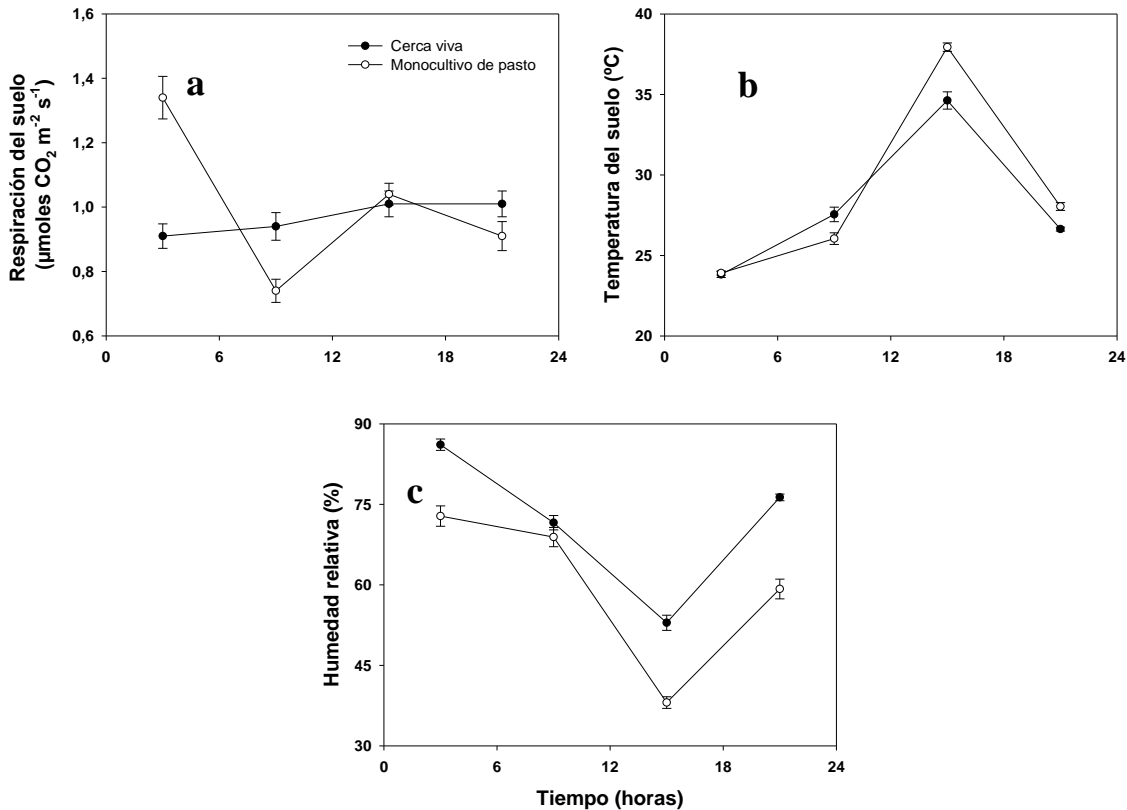 Respiración del suelo
(µmoles CO₂ m⁻² s⁻¹)
1,6
1,4
1,2
1,0
0,8
0,6
a
Cerca viva
Monocultivo de pasto
0 6 12 18 24
Temperatura del suelo (ºC)
40
35
30
25
20
b
0 6 12 18 24
Humedad relativa (%)
90
75
60
45
30
c
0 6 12 18 24
Tiempo (horas)